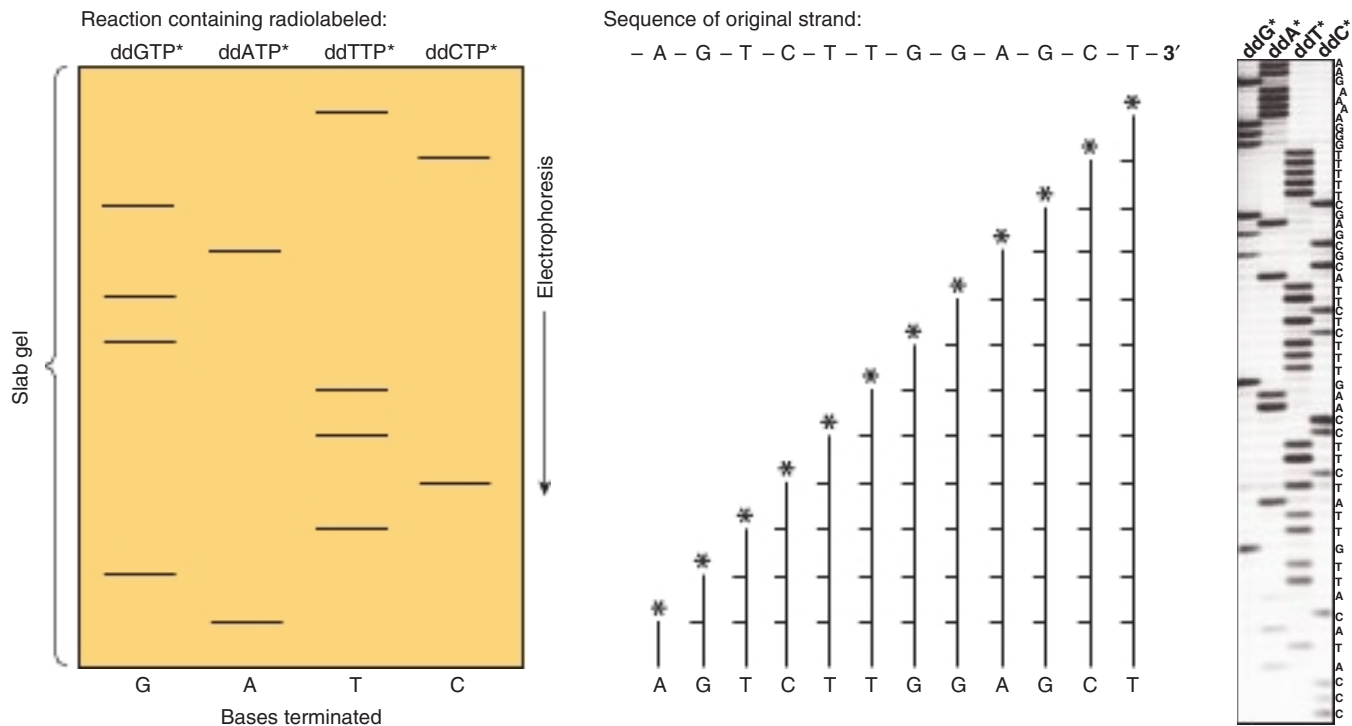 Reaction containing radiolabeled:
ddGTP* ddATP* ddTTP* ddCTP*
Slab gel
Electrophoresis
G A T C
Bases terminated
Sequence of original strand:
– A – G – T – C – T – T – G – G – A – G – C – T – 3′
* * * * * * * * * * * *
A G T C T T G G A G C T
ddG* ddA* ddT* ddC*
A
A
G
A
A
A
A
G
G
G
T
T
T
T
T
C
G
A
G
C
G
C
A
T
T
C
T
C
T
T
T
G
A
A
C
C
T
T
C
T
A
T
T
G
T
T
A
C
A
T
A
C
C
C